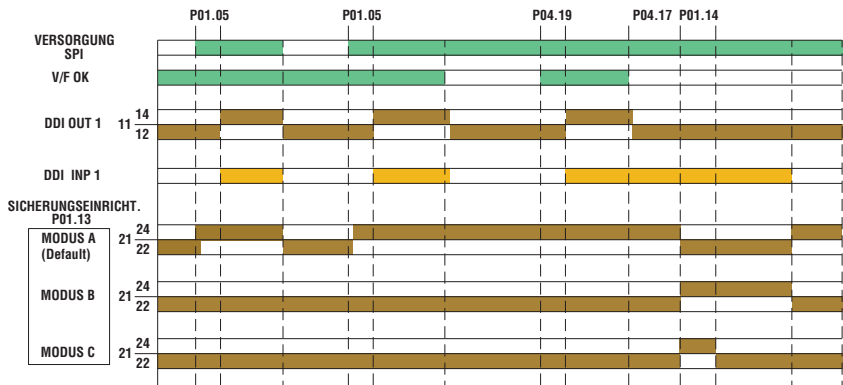 P01.05 P01.05 P04.19 P04.17 P01.14
VERSORGUNG
SPI
V/F OK
DDI OUT 1 11 14
12
DDI INP 1
SICHERUNGSEINRICHT.
P01.13
MODUS A
(Default)
21 24
22
MODUS B 21 24
22
MODUS C 21 24
22